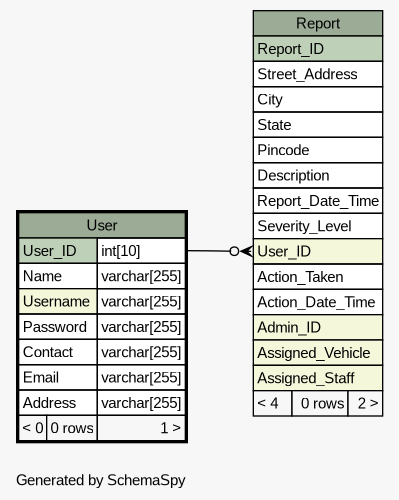 Report
Report_ID
Street_Address
City
State
Pincode
Description
Report_Date_Time
Severity_Level
User_ID
Action_Taken
Action_Date_Time
Admin_ID
Assigned_Vehicle
Assigned_Staff
< 4 0 rows 2 >
User
User_ID int[10]
Name varchar[255]
Username varchar[255]
Password varchar[255]
Contact varchar[255]
Email varchar[255]
Address varchar[255]
< 0 0 rows 1 >
Generated by SchemaSpy